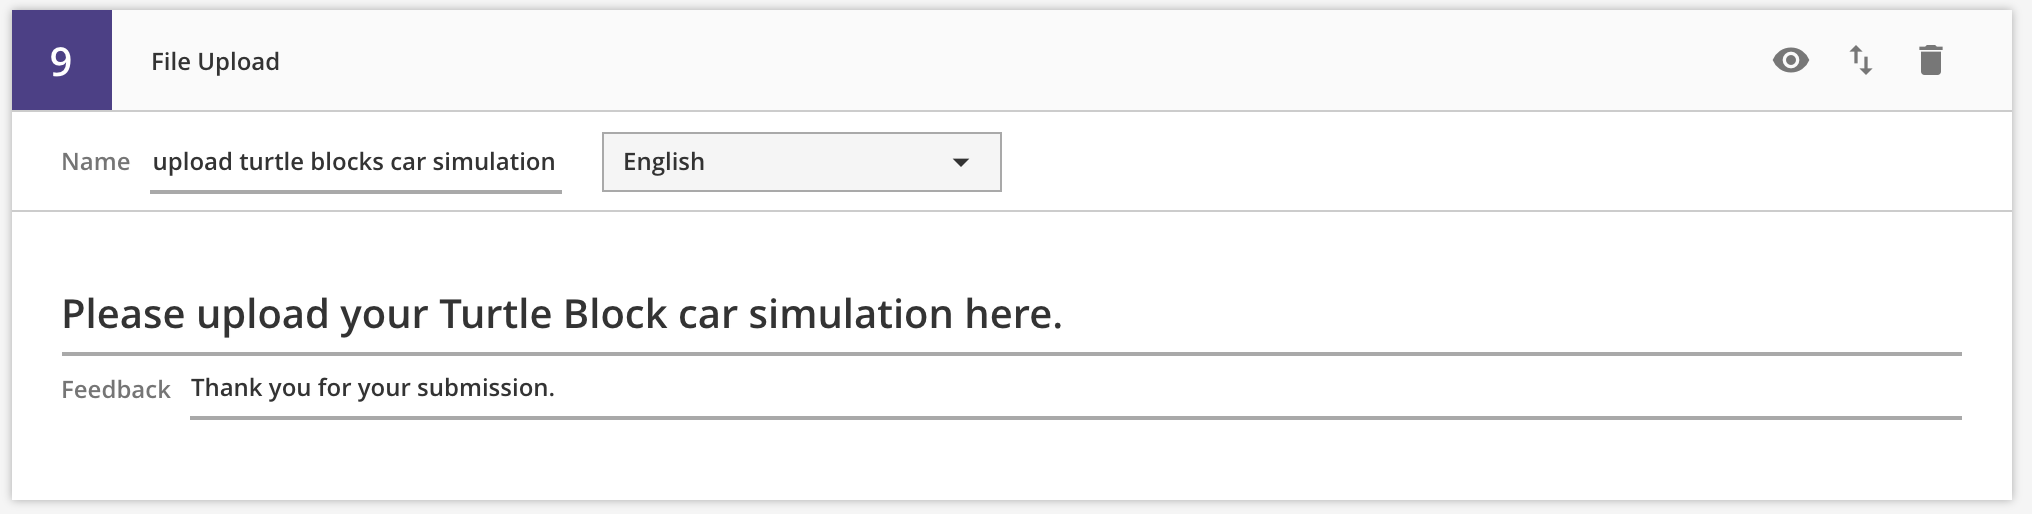 9
File Upload
Name upload turtle blocks car simulation English
Please upload your Turtle Block car simulation here.
Feedback Thank you for your submission.